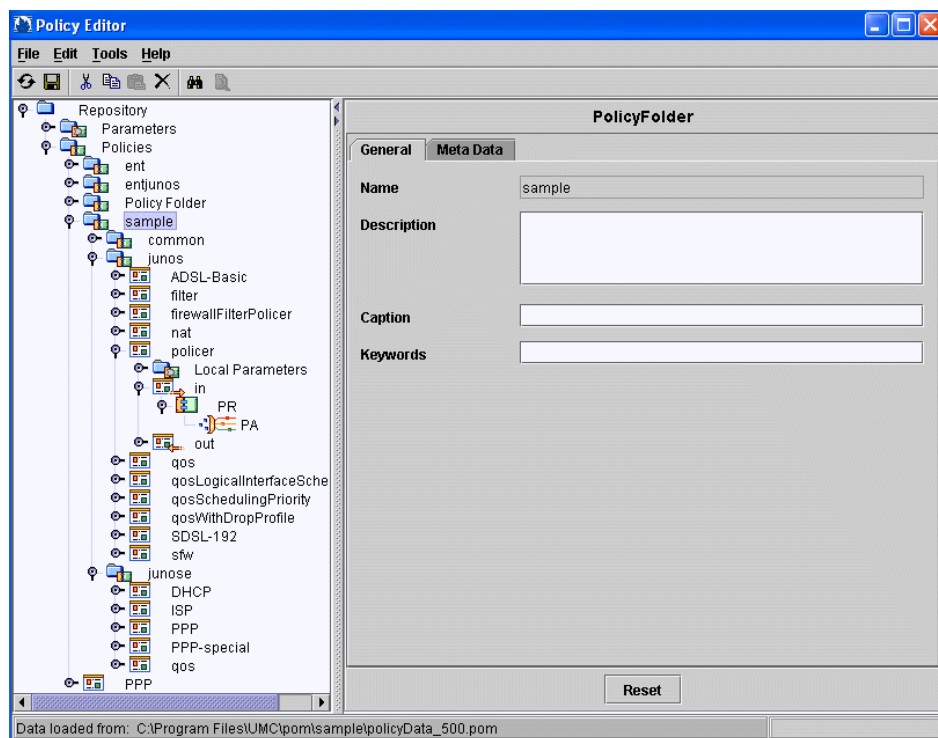 Policy Editor
File Edit Tools Help
Repository
Parameters
Policies
ent
entjunos
Policy Folder
sample
common
junos
ADSL-Basic
filter
firewallFilterPolicer
nat
policer
Local Parameters
in
PR
PA
out
qos
qosLogicalInterfaceSche
qosSchedulingPriority
qosWithDropProfile
SDSL-192
sfw
junose
DHCP
ISP
PPP
PPP-special
qos
PPP
PolicyFolder
General Meta Data
Name sample
Description
Caption
Keywords
Reset
Data loaded from: C:\Program Files\UMC\pom\sample\policyData_500.pom